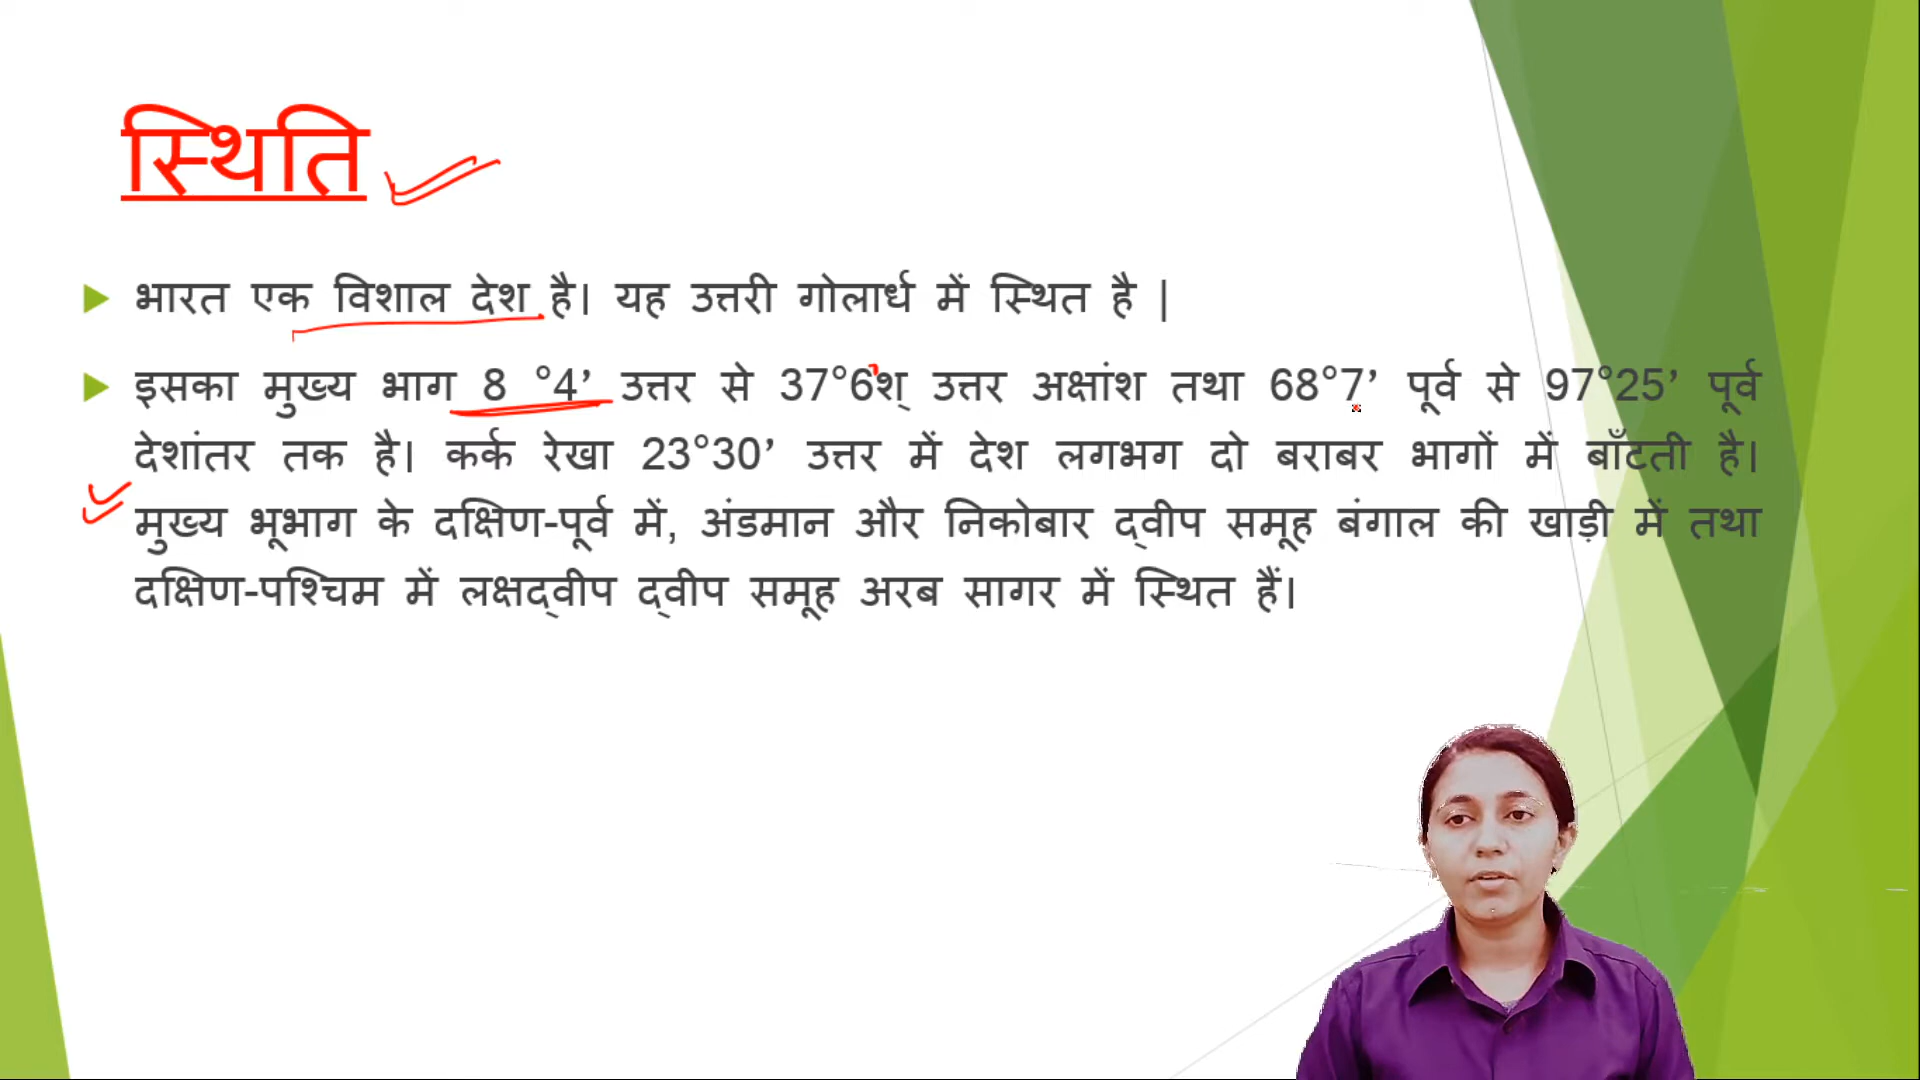 स्थिति
भारत एक विशाल देश है। यह उत्तरी गोलार्ध में स्थित है |
इसका मुख्य भाग 8 °4’ उत्तर से 37°6’श् उत्तर अक्षांश तथा 68°7’ पूर्व से 97°25’ पूर्व
देशांतर तक है। कर्क रेखा 23°30’ उत्तर में देश लगभग दो बराबर भागों में बाँटती है।
मुख्य भूभाग के दक्षिण-पूर्व में, अंडमान और निकोबार द्वीप समूह बंगाल की खाड़ी में तथा
दक्षिण-पश्चिम में लक्षद्वीप द्वीप समूह अरब सागर में स्थित हैं।